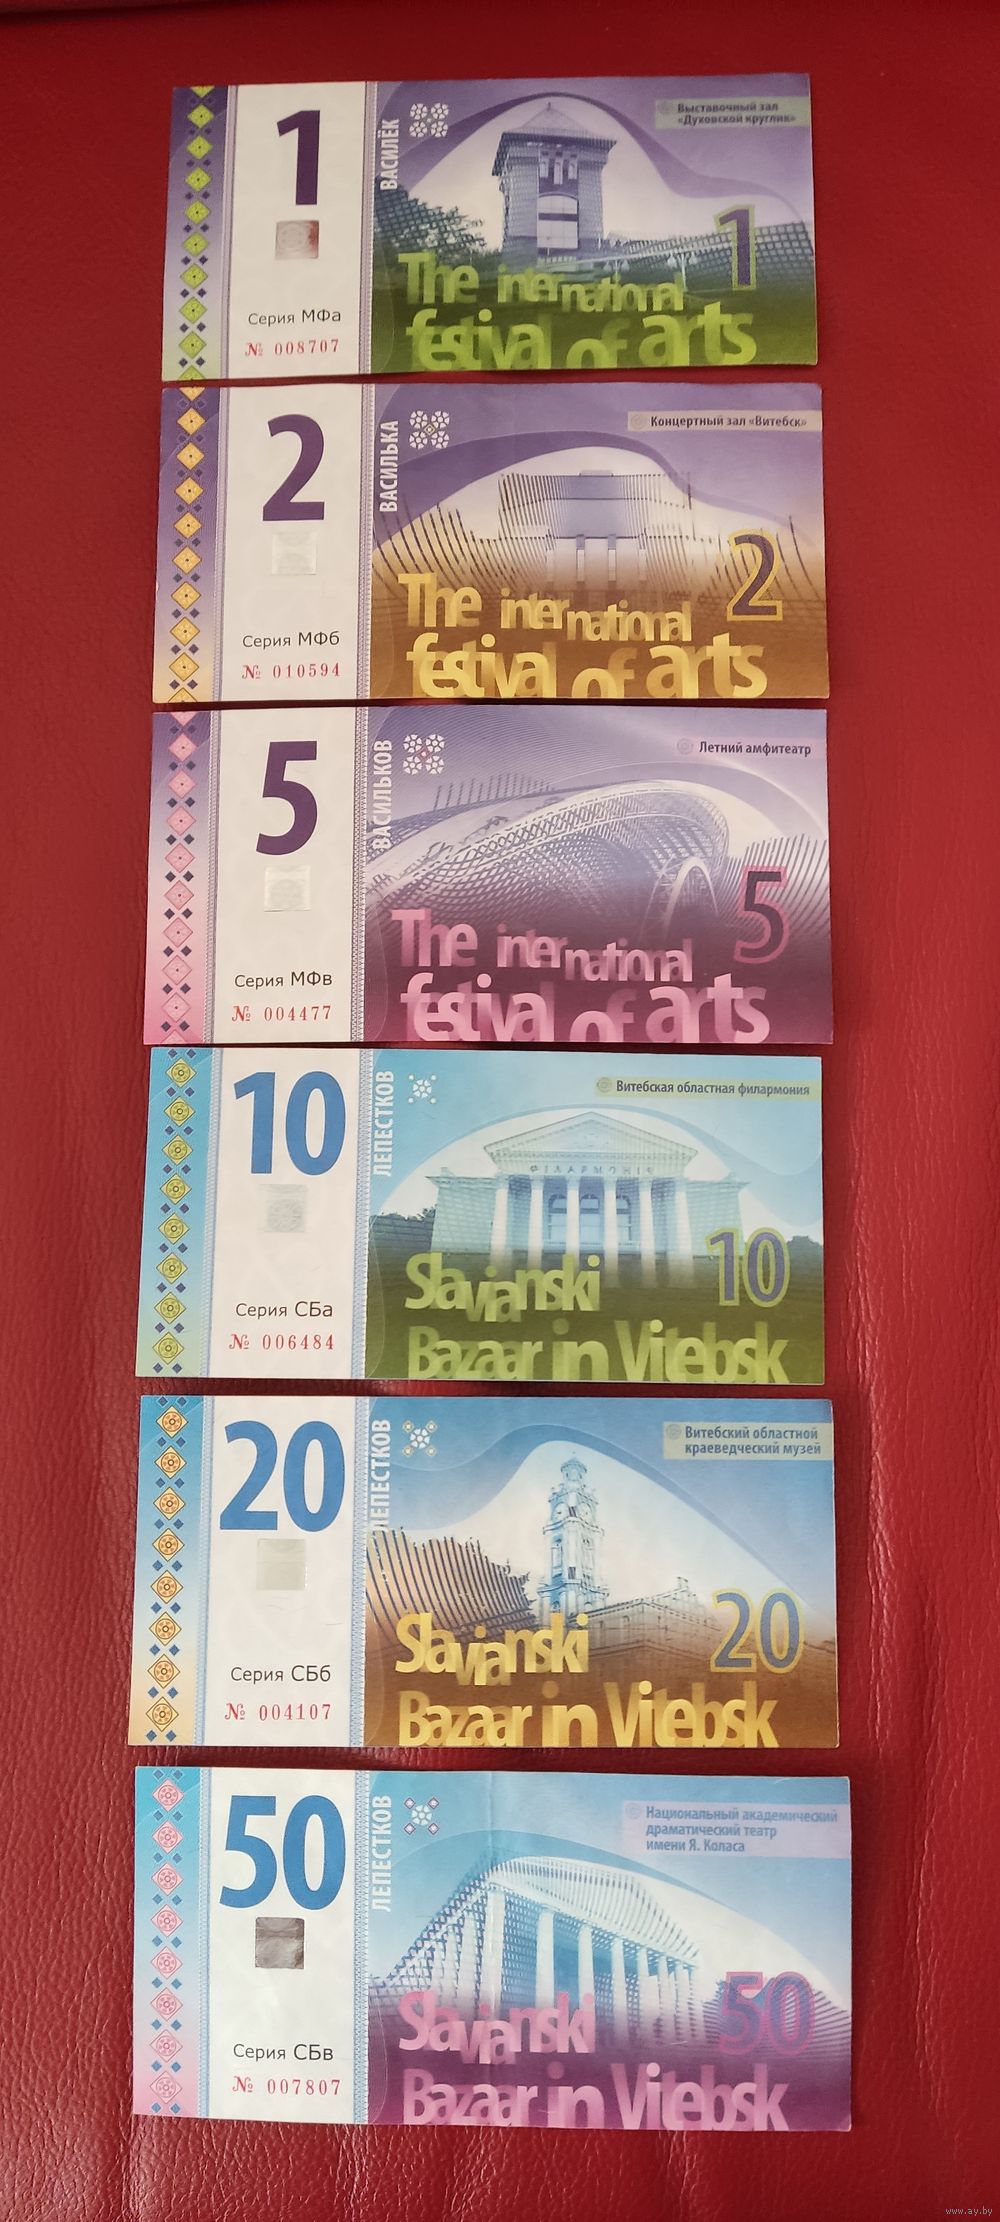 1
Серия МФа
№ 008707
ВАСИЛЁК
Выставочный зал
«Духовской круглик»
1
The international
festival of arts
2
Серия МФб
№ 010594
ВАСИЛЬКА
Концертный зал «Витебск»
2
The international
festival of arts
5
Серия МФв
№ 004477
ВАСИЛЬКОВ
Летний амфитеатр
5
The international
festival of arts
10
Серия СБа
№ 006484
ЛЕПЕСТКОВ
Витебская областная филармония
ФІЛАРМОНІЯ
10
Slavianski
Bazaar in Vitebsk
20
Серия СБб
№ 004107
ЛЕПЕСТКОВ
Витебский областной
краеведческий музей
20
Slavianski
Bazaar in Vitebsk
50
Серия СБв
№ 007807
ЛЕПЕСТКОВ
Национальный академический
драматический театр
имени Я. Коласа
50
Slavianski
Bazaar in Vitebsk
www.ay.by